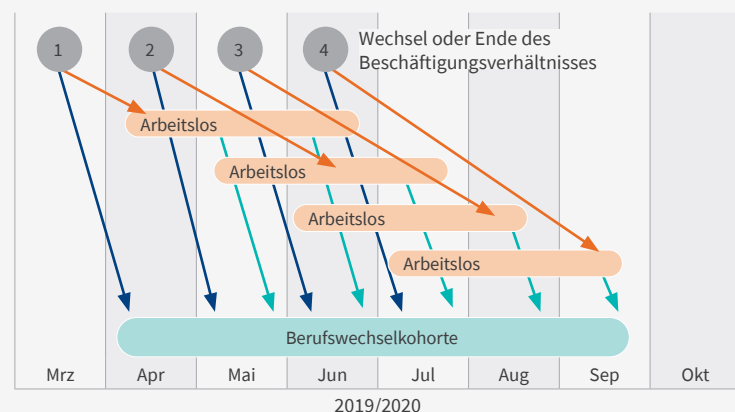 1 2 3 4
Wechsel oder Ende des
Beschäftigungsverhältnisses
Arbeitslos
Arbeitslos
Arbeitslos
Arbeitslos
Berufswechselkohorte
Mrz Apr Mai Jun Jul Aug Sep Okt
2019/2020